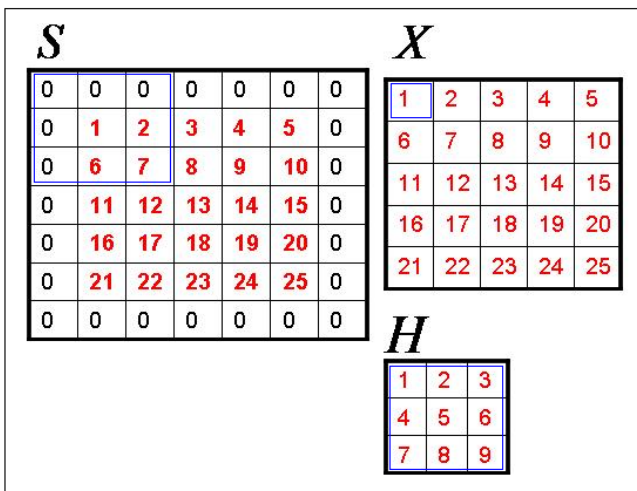 S
0 0 0 0 0 0 0
0 1 2 3 4 5 0
0 6 7 8 9 10 0
0 11 12 13 14 15 0
0 16 17 18 19 20 0
0 21 22 23 24 25 0
0 0 0 0 0 0 0
X
1 2 3 4 5
6 7 8 9 10
11 12 13 14 15
16 17 18 19 20
21 22 23 24 25
H
1 2 3
4 5 6
7 8 9